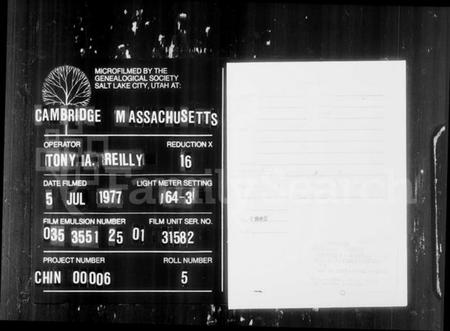 MICROFILMED BY THE
GENEALOGICAL SOCIETY
SALT LAKE CITY, UTAH AT:
CAMBRIDGE MASSACHUSETTS
OPERATOR REDUCTION X
TONY A. REILLY 16
DATE FILMED LIGHT METER SETTING
5 JUL 1977 164-3
FILM EMULSION NUMBER FILM UNIT SER. NO.
035 3551 25 01 31582
PROJECT NUMBER ROLL NUMBER
CHIN 00006 5
FamilySearch